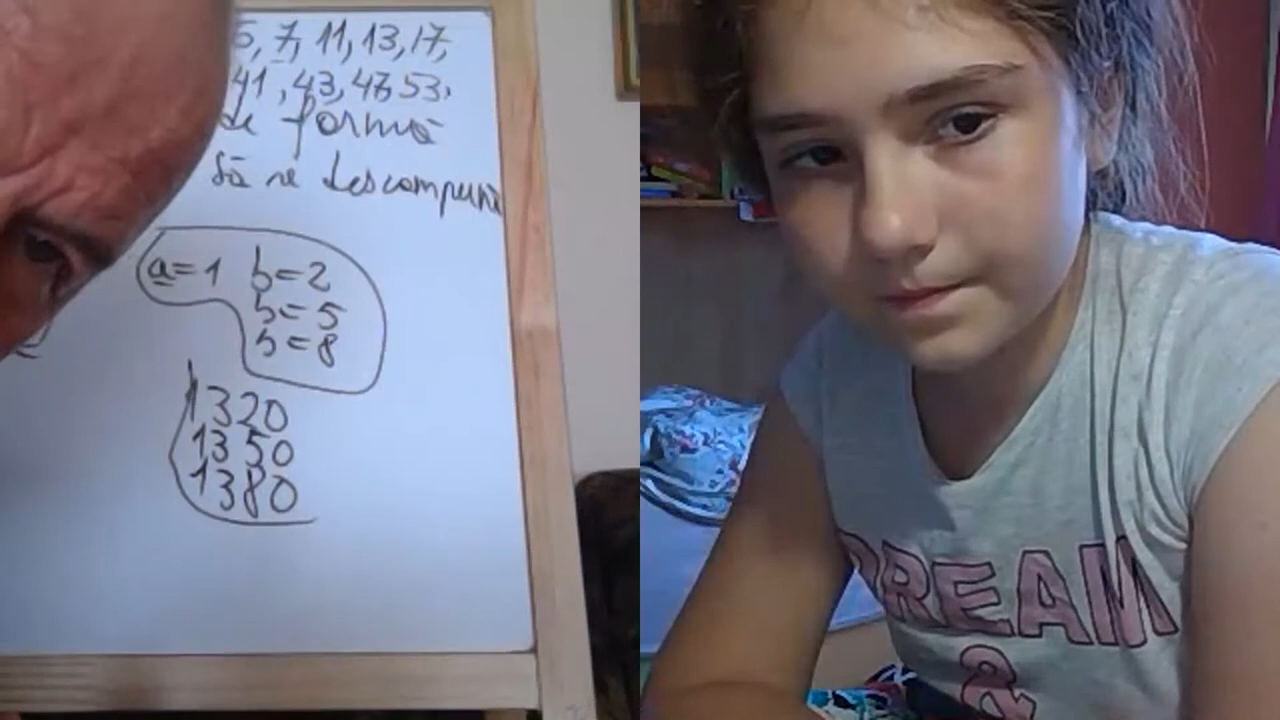 5, 7, 11, 13, 17,
41, 43, 47, 53,
de formă
să se descompună
a=1 b=2
b=5
b=8
1320
1350
1380
DREAM
&